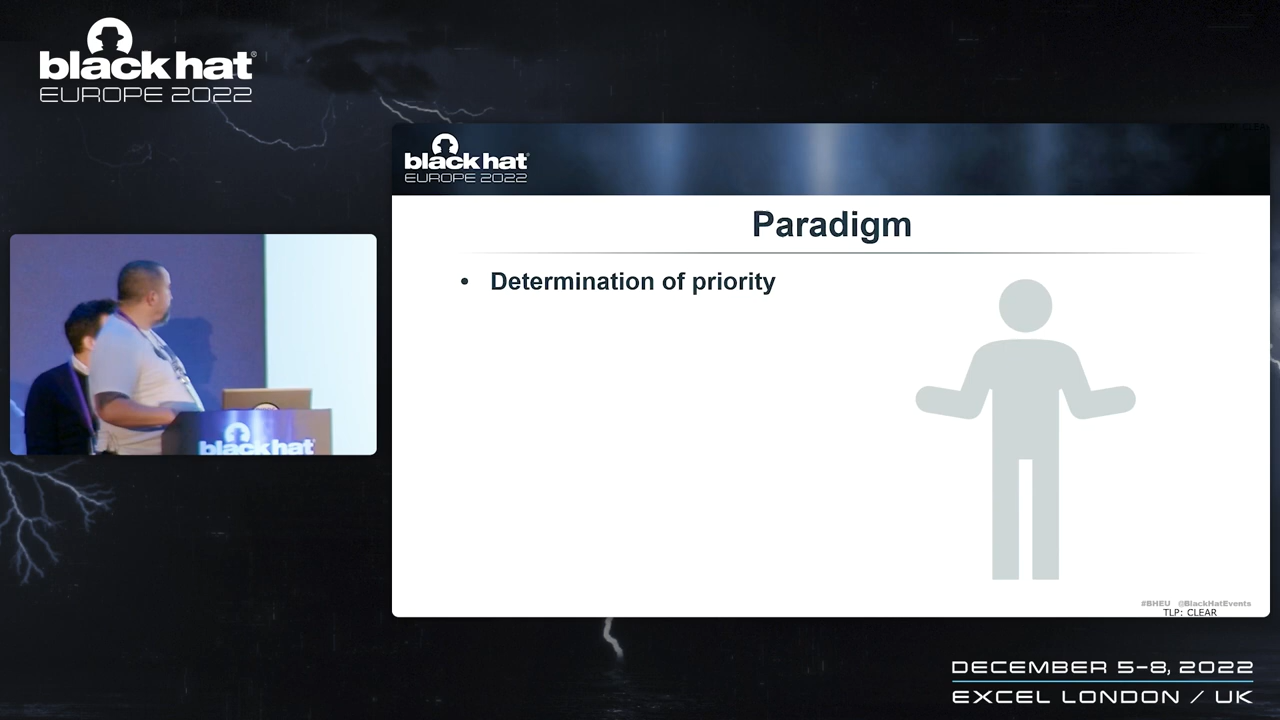 black hat®
EUROPE 2022
black hat®
EUROPE 2022
Paradigm
• Determination of priority
black hat
#BHEU @BlackHatEvents
TLP: CLEAR
DECEMBER 5-8, 2022
EXCEL LONDON / UK